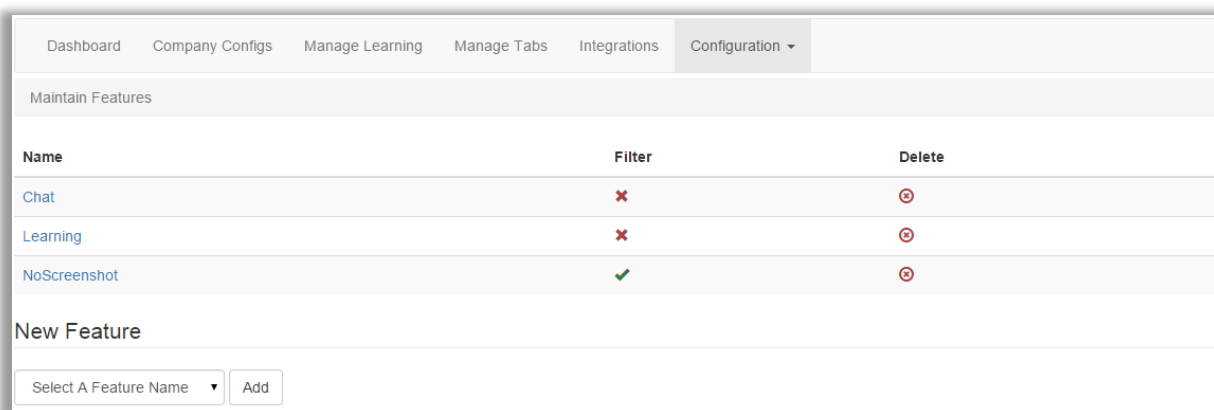 Dashboard Company Configs Manage Learning Manage Tabs Integrations Configuration
Maintain Features
Name Filter Delete
Chat
Learning
NoScreenshot
New Feature
Select A Feature Name Add